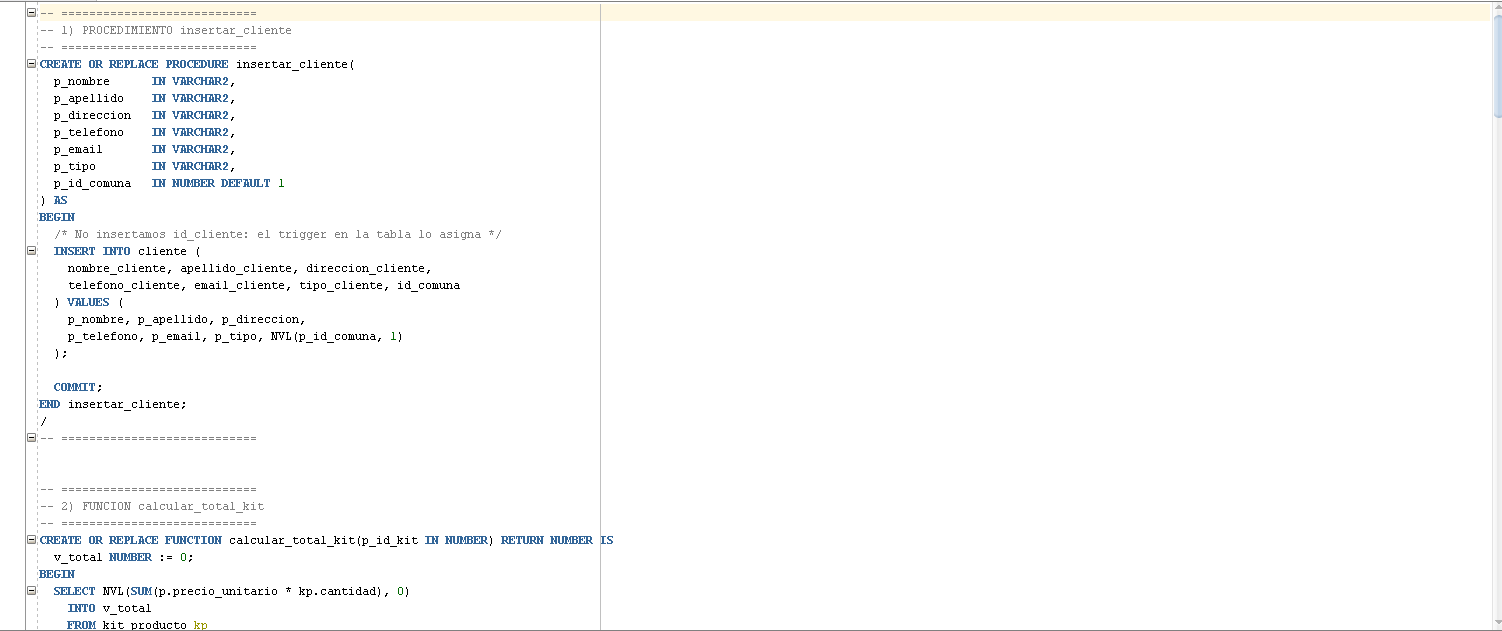 -- ============================
-- 1) PROCEDIMIENTO insertar_cliente
-- ============================
CREATE OR REPLACE PROCEDURE insertar_cliente(
  p_nombre      IN VARCHAR2,
  p_apellido    IN VARCHAR2,
  p_direccion   IN VARCHAR2,
  p_telefono    IN VARCHAR2,
  p_email       IN VARCHAR2,
  p_tipo        IN VARCHAR2,
  p_id_comuna   IN NUMBER DEFAULT 1
) AS
BEGIN
  /* No insertamos id_cliente: el trigger en la tabla lo asigna */
  INSERT INTO cliente (
    nombre_cliente, apellido_cliente, direccion_cliente,
    telefono_cliente, email_cliente, tipo_cliente, id_comuna
  ) VALUES (
    p_nombre, p_apellido, p_direccion,
    p_telefono, p_email, p_tipo, NVL(p_id_comuna, 1)
  );

  COMMIT;
END insertar_cliente;
/
-- ============================


-- ============================
-- 2) FUNCION calcular_total_kit
-- ============================
CREATE OR REPLACE FUNCTION calcular_total_kit(p_id_kit IN NUMBER) RETURN NUMBER IS
  v_total NUMBER := 0;
BEGIN
  SELECT NVL(SUM(p.precio_unitario * kp.cantidad), 0)
    INTO v_total
    FROM kit_producto kp